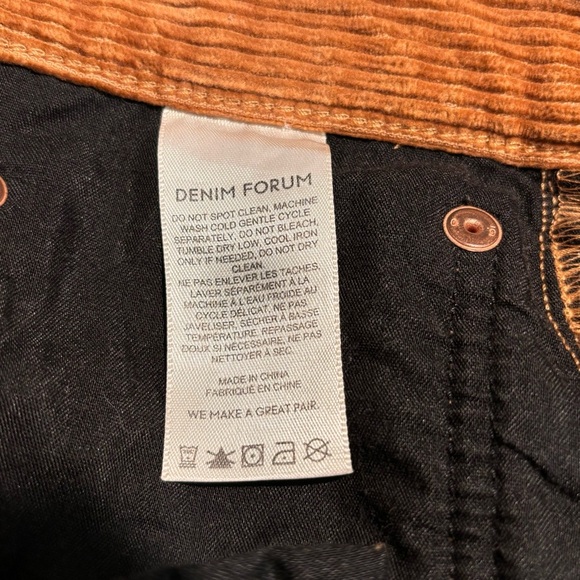 DENIM FORUM
DO NOT SPOT CLEAN, MACHINE
WASH COLD GENTLE CYCLE
SEPARATELY. DO NOT BLEACH,
TUMBLE DRY LOW, COOL IRON
ONLY IF NEEDED, DO NOT DRY
CLEAN.
NE PAS ENLEVER LES TACHES,
LAVER SÉPARÉMENT À LA
MACHINE À L'EAU FROIDE AU
CYCLE DÉLICAT. NE PAS
JAVELISER, SÉCHER À BASSE
TEMPÉRATURE, REPASSAGE
DOUX SI NÉCESSAIRE, NE PAS
NETTOYER À SEC.
MADE IN CHINA
FABRIQUÉ EN CHINE
WE MAKE A GREAT PAIR.